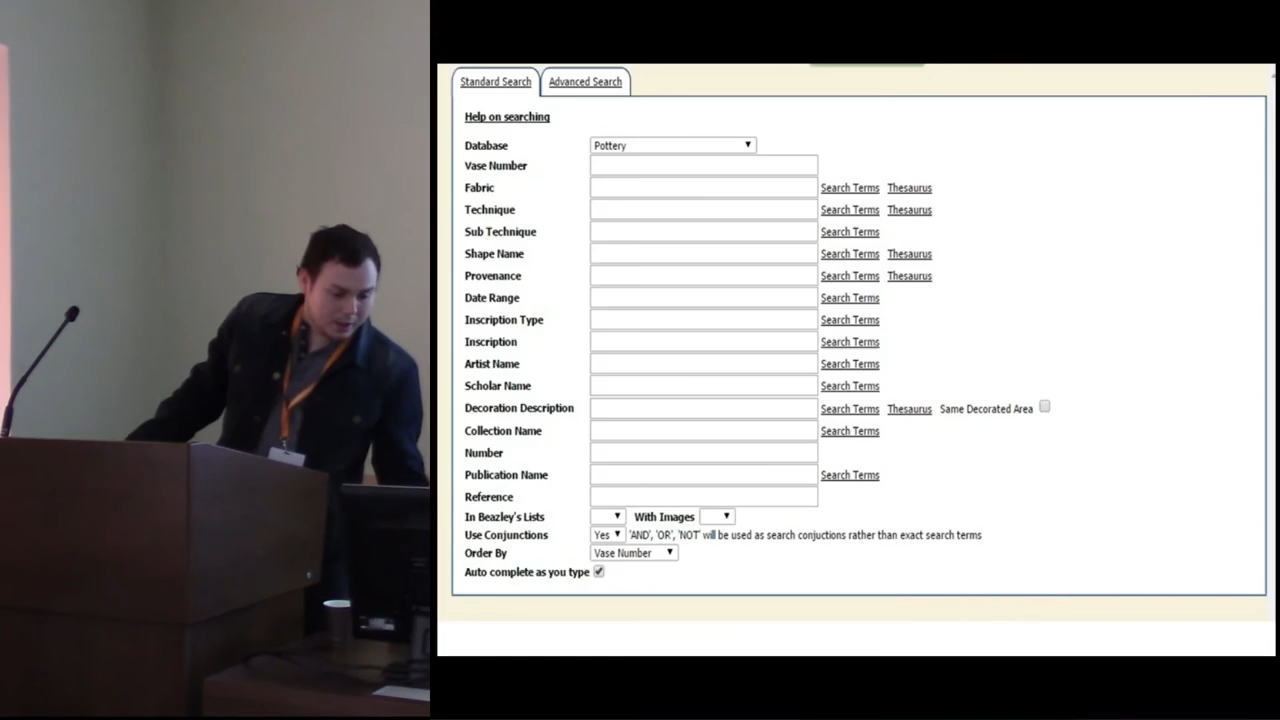 Standard Search Advanced Search
Help on searching
Database Pottery
Vase Number
Fabric Search Terms Thesaurus
Technique Search Terms Thesaurus
Sub Technique Search Terms
Shape Name Search Terms Thesaurus
Provenance Search Terms Thesaurus
Date Range Search Terms
Inscription Type Search Terms
Inscription Search Terms
Artist Name Search Terms
Scholar Name Search Terms
Decoration Description Search Terms Thesaurus Same Decorated Area
Collection Name Search Terms
Number
Publication Name Search Terms
Reference
In Beazley's Lists With Images
Use Conjunctions Yes 'AND', 'OR', 'NOT' will be used as search conjuctions rather than exact search terms
Order By Vase Number
Auto complete as you type